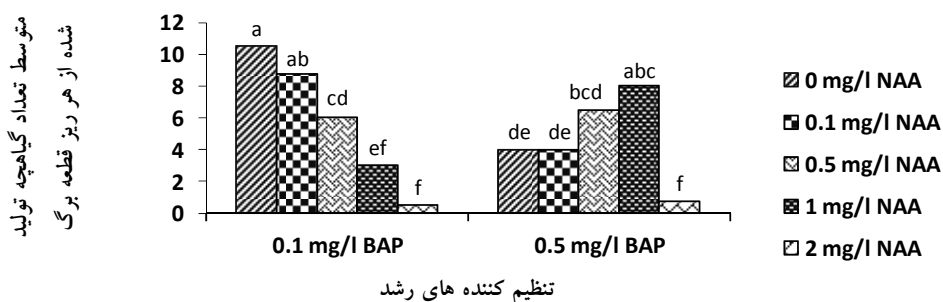 متوسط تعداد گیاهچه تولید
شده از هر ریز قطعه برگ
12
10
8
6
4
2
0
a
ab
cd
ef
f
de
de
bcd
abc
f
0.1 mg/l BAP
0.5 mg/l BAP
تنظیم کننده های رشد
0 mg/l NAA
0.1 mg/l NAA
0.5 mg/l NAA
1 mg/l NAA
2 mg/l NAA